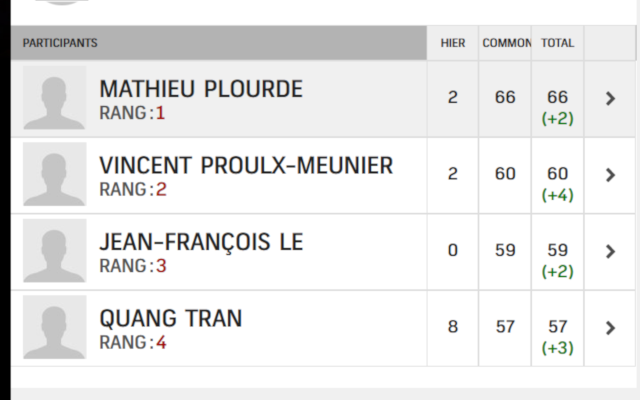 PARTICIPANTS HIER COMMON TOTAL
MATHIEU PLOURDE
RANG:1
2 66 66
(+2)
VINCENT PROULX-MEUNIER
RANG:2
2 60 60
(+4)
JEAN-FRANÇOIS LE
RANG:3
0 59 59
(+2)
QUANG TRAN
RANG:4
8 57 57
(+3)